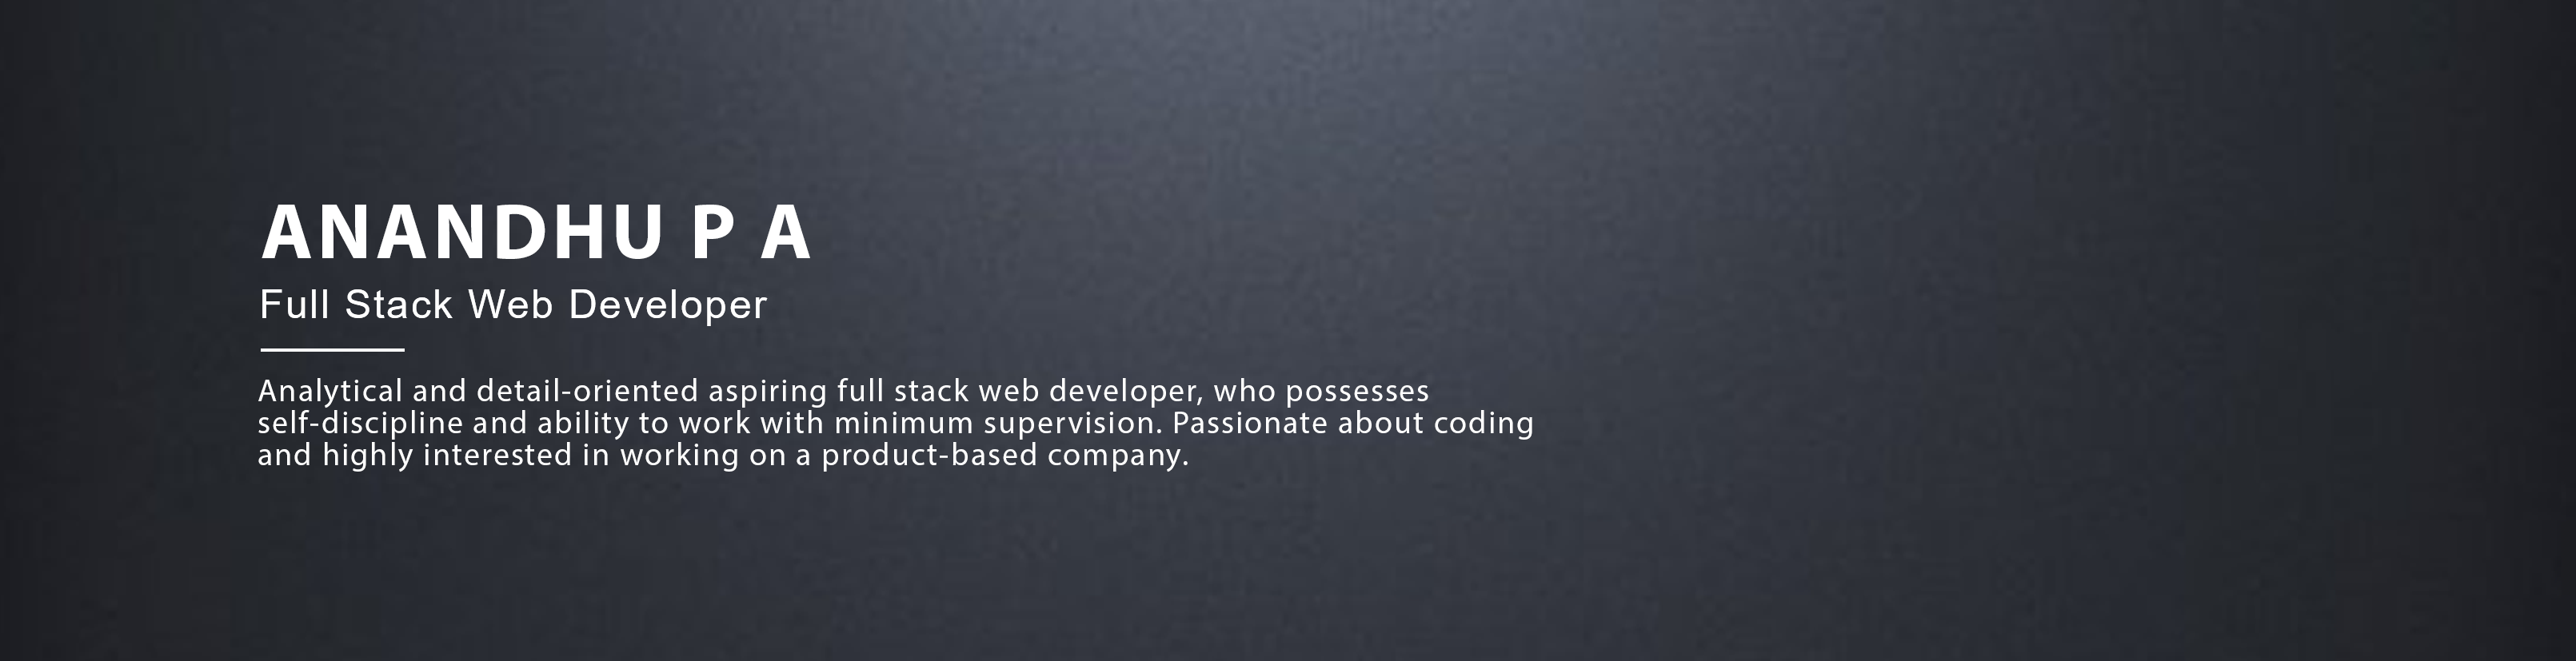 ANANDHU P A
Full Stack Web Developer
Analytical and detail-oriented aspiring full stack web developer, who possesses
self-discipline and ability to work with minimum supervision. Passionate about coding
and highly interested in working on a product-based company.